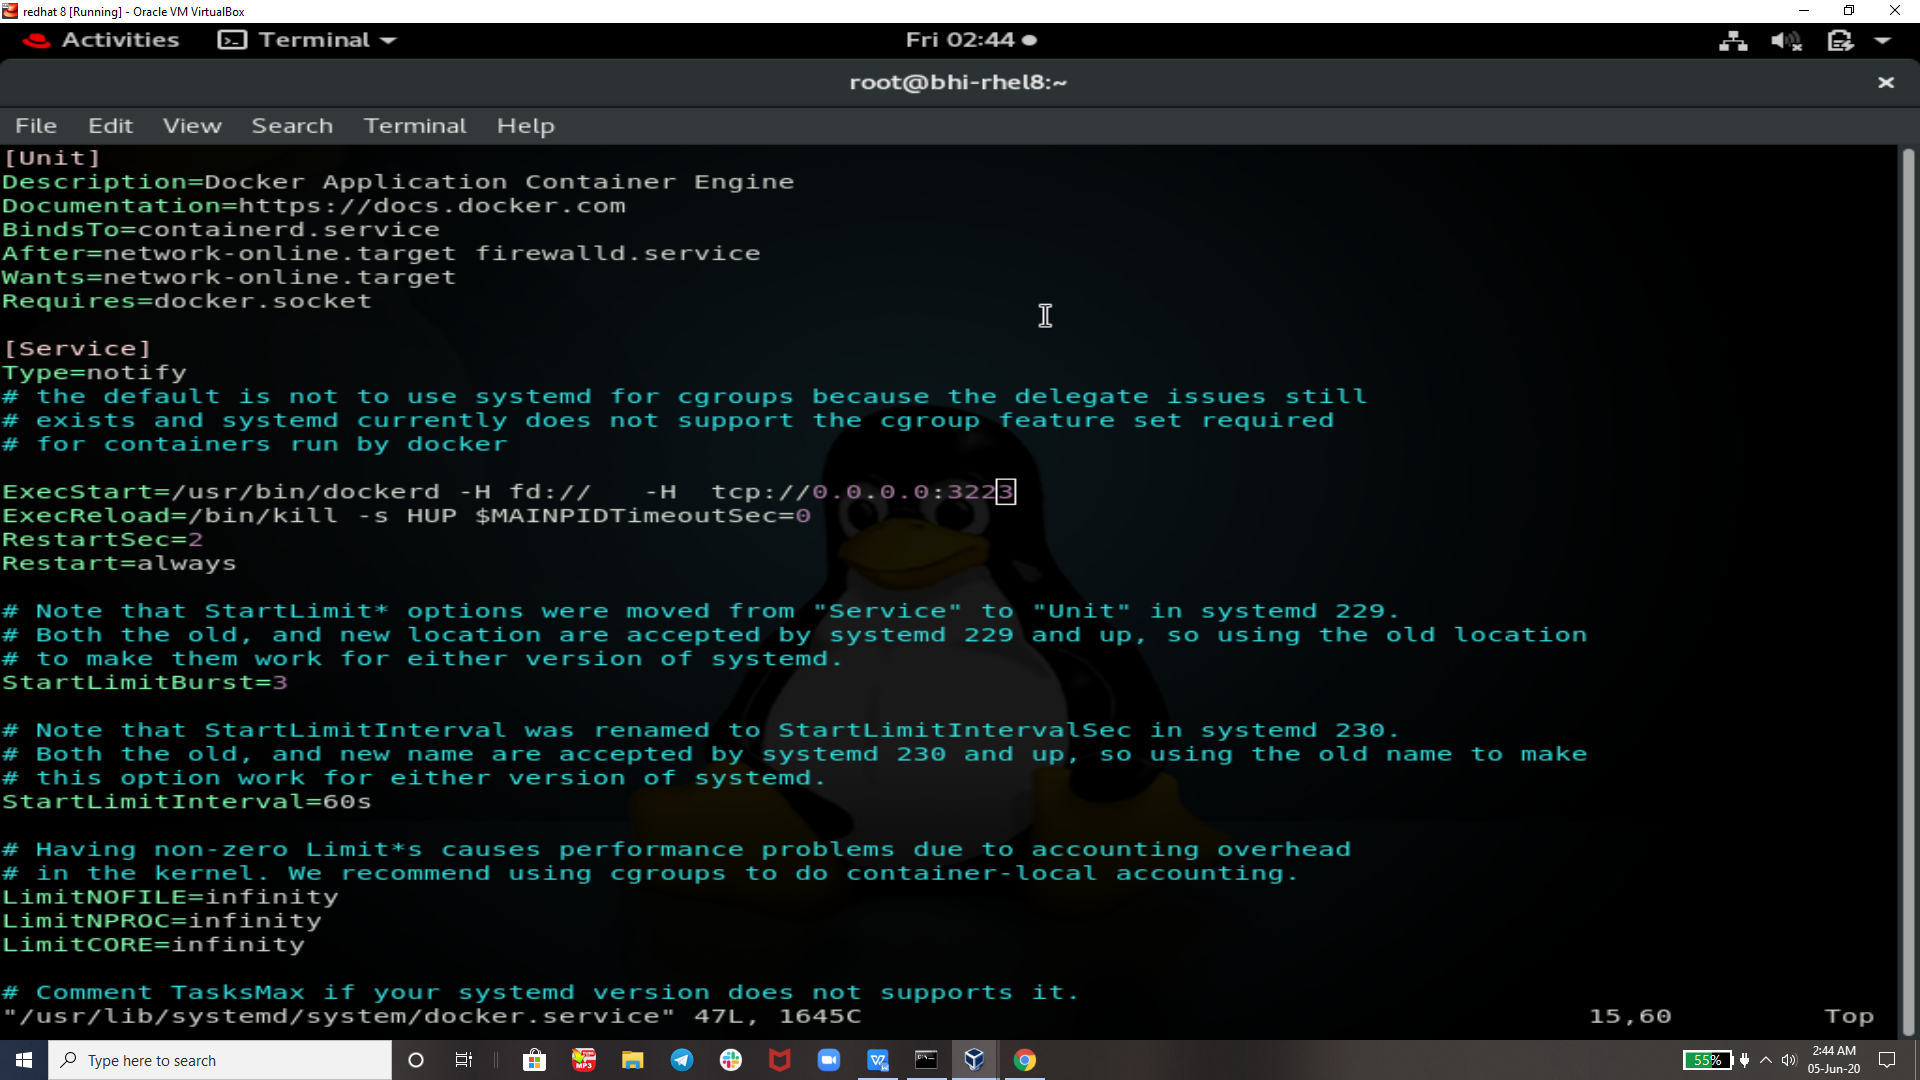 redhat 8 [Running] - Oracle VM VirtualBox
Activities Terminal Fri 02:44
root@bhi-rhel8:~
File Edit View Search Terminal Help
[Unit]
Description=Docker Application Container Engine
Documentation=https://docs.docker.com
BindsTo=containerd.service
After=network-online.target firewalld.service
Wants=network-online.target
Requires=docker.socket
[Service]
Type=notify
# the default is not to use systemd for cgroups because the delegate issues still
# exists and systemd currently does not support the cgroup feature set required
# for containers run by docker
ExecStart=/usr/bin/dockerd -H fd://   -H  tcp://0.0.0.0:3223
ExecReload=/bin/kill -s HUP $MAINPIDTimeoutSec=0
RestartSec=2
Restart=always
# Note that StartLimit* options were moved from "Service" to "Unit" in systemd 229.
# Both the old, and new location are accepted by systemd 229 and up, so using the old location
# to make them work for either version of systemd.
StartLimitBurst=3
# Note that StartLimitInterval was renamed to StartLimitIntervalSec in systemd 230.
# Both the old, and new name are accepted by systemd 230 and up, so using the old name to make
# this option work for either version of systemd.
StartLimitInterval=60s
# Having non-zero Limit*s causes performance problems due to accounting overhead
# in the kernel. We recommend using cgroups to do container-local accounting.
LimitNOFILE=infinity
LimitNPROC=infinity
LimitCORE=infinity
# Comment TasksMax if your systemd version does not supports it.
"/usr/lib/systemd/system/docker.service" 47L, 1645C 15,60 Top
Type here to search MP3 55% 2:44 AM
05-Jun-20